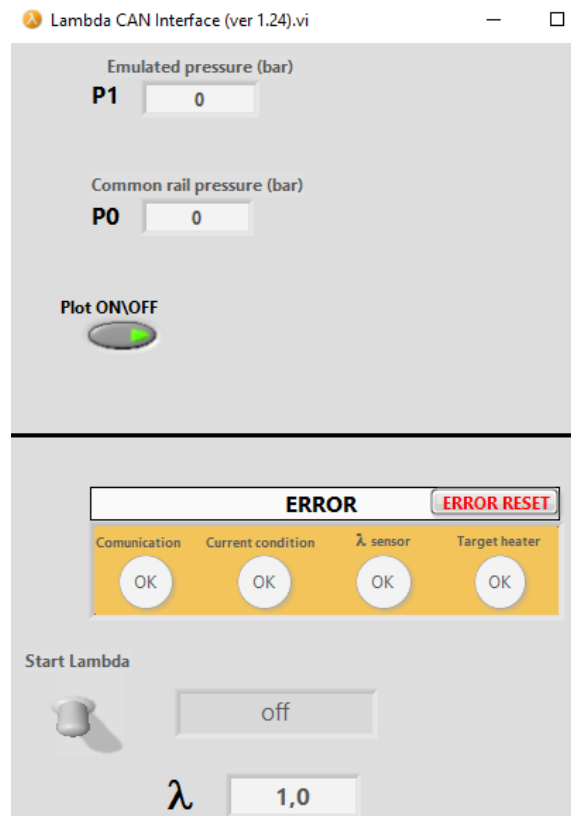 Lambda CAN Interface (ver 1.24).vi
Emulated pressure (bar)
P1 0
Common rail pressure (bar)
P0 0
Plot ON\OFF
ERROR ERROR RESET
Comunication Current condition λ sensor Target heater
OK OK OK OK
Start Lambda
off
λ 1,0